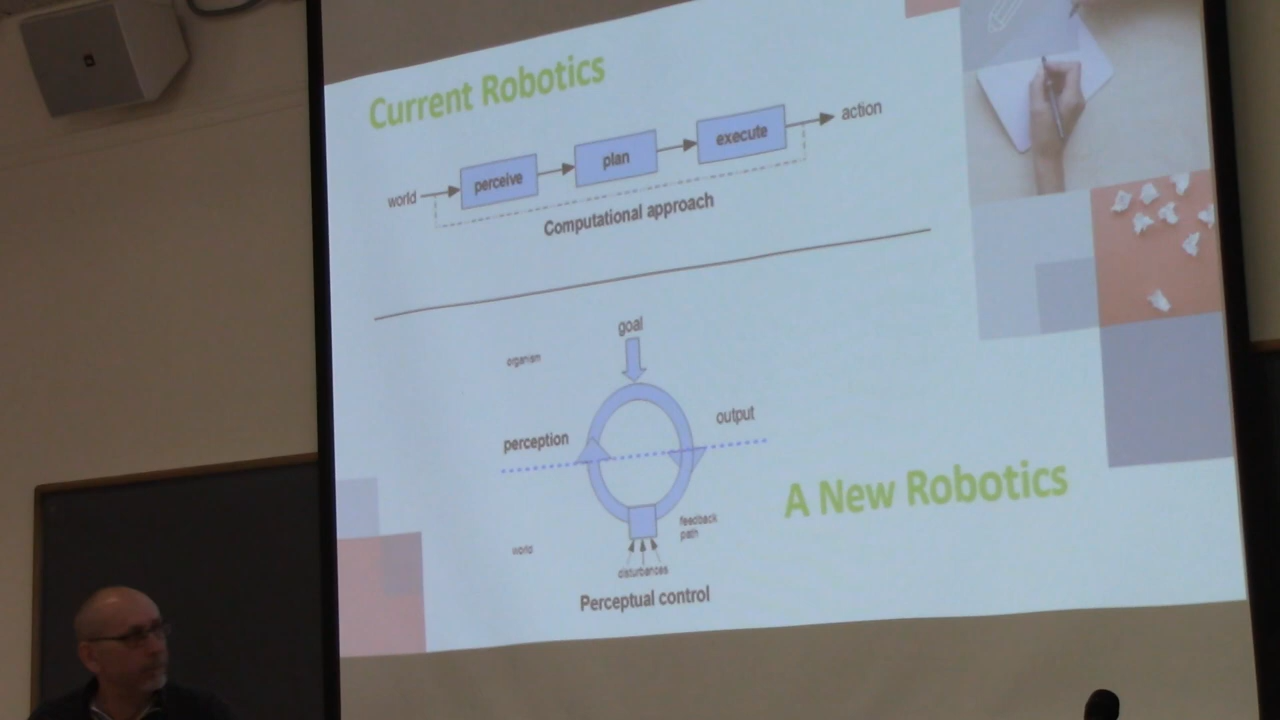 Current Robotics
world
perceive
plan
execute
action
Computational approach
goal
organism
perception
output
A New Robotics
feedback
path
world
disturbances
Perceptual control